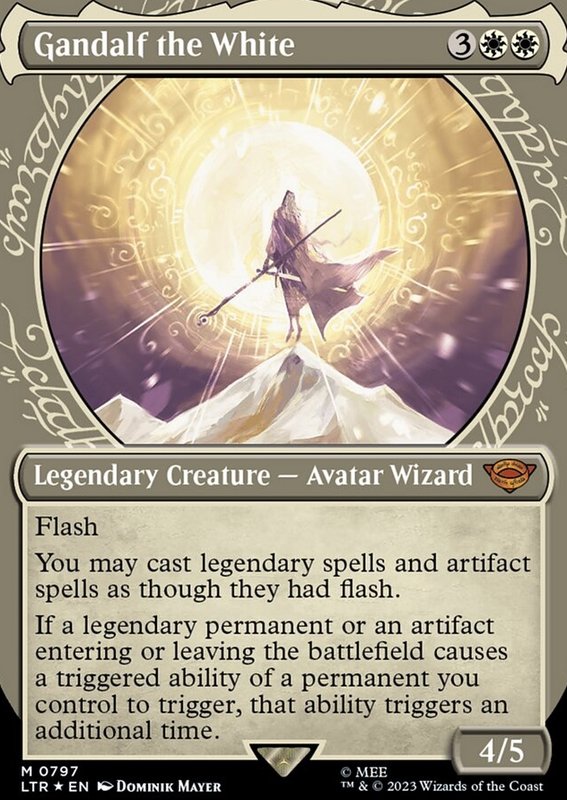 Gandalf the White 3
Legendary Creature — Avatar Wizard
Flash
You may cast legendary spells and artifact
spells as though they had flash.
If a legendary permanent or an artifact
entering or leaving the battlefield causes
a triggered ability of a permanent you
control to trigger, that ability triggers an
additional time.
4/5
M 0797
LTR ★ EN DOMINIK MAYER
© MEE
™ & © 2023 Wizards of the Coast